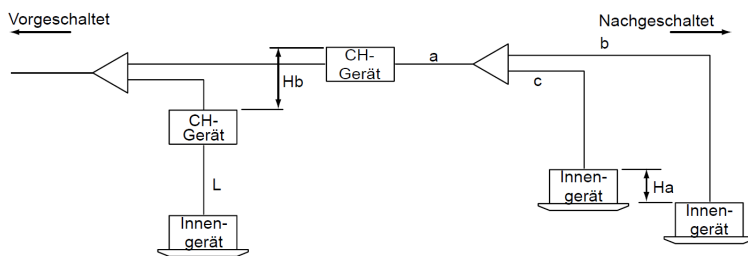 Vorgeschaltet
Nachgeschaltet
b
CH-
Gerät
a
Hb
c
CH-
Gerät
L
Innen-
gerät
Ha
Innen-
gerät
Innen-
gerät